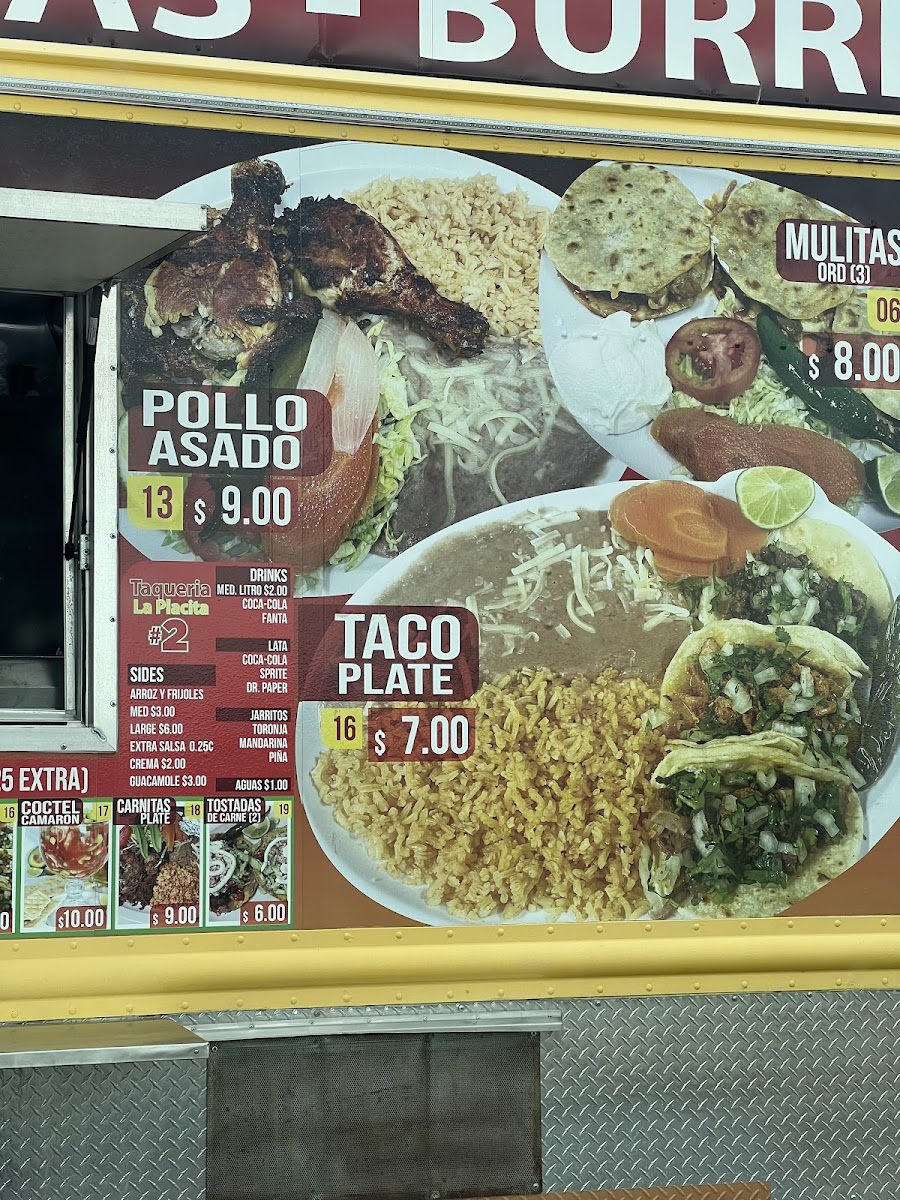 AS - BURRI
MULITAS
ORD (3)
06
$ 8.00
POLLO
ASADO
13 $ 9.00
Taqueria
La Placita
#2
DRINKS
MED. LITRO $2.00
COCA-COLA
FANTA
LATA
COCA-COLA
SPRITE
DR. PAPER
JARRITOS
TORONJA
MANDARINA
PIÑA
AGUAS $1.00
SIDES
ARROZ Y FRIJOLES
MED $3.00
LARGE $6.00
EXTRA SALSA 0.25¢
CREMA $2.00
GUACAMOLE $3.00
TACO
PLATE
16 $ 7.00
25 EXTRA)
16
0
COCTEL
CAMARON
17
$10.00
CARNITAS
PLATE
18
$ 9.00
TOSTADAS
DE CARNE (2)
19
$ 6.00